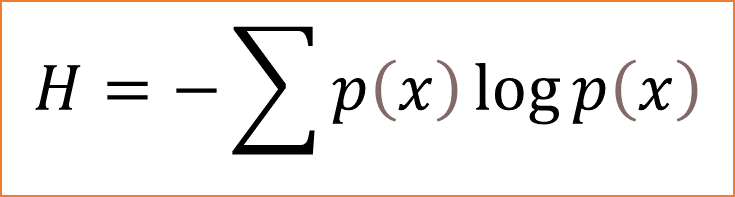 H = −∑ p(x) log p(x)